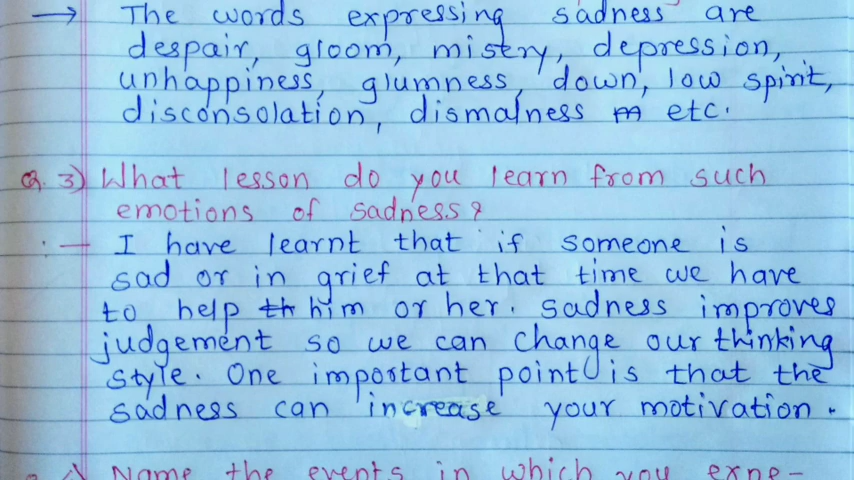 → The words expressing sadness are
despair, gloom, mistery, depression,
unhappiness, glumness, down, low spirit,
disconsolation, dismalness m etc.
Q. 3) What lesson do you learn from such
emotions of sadness?
:— I have learnt that if someone is
sad or in grief at that time we have
to help th him or her. sadness improves
judgement so we can change our thinking
style. One important point is that the
sadness can increase your motivation.
Name the events in which you expe-